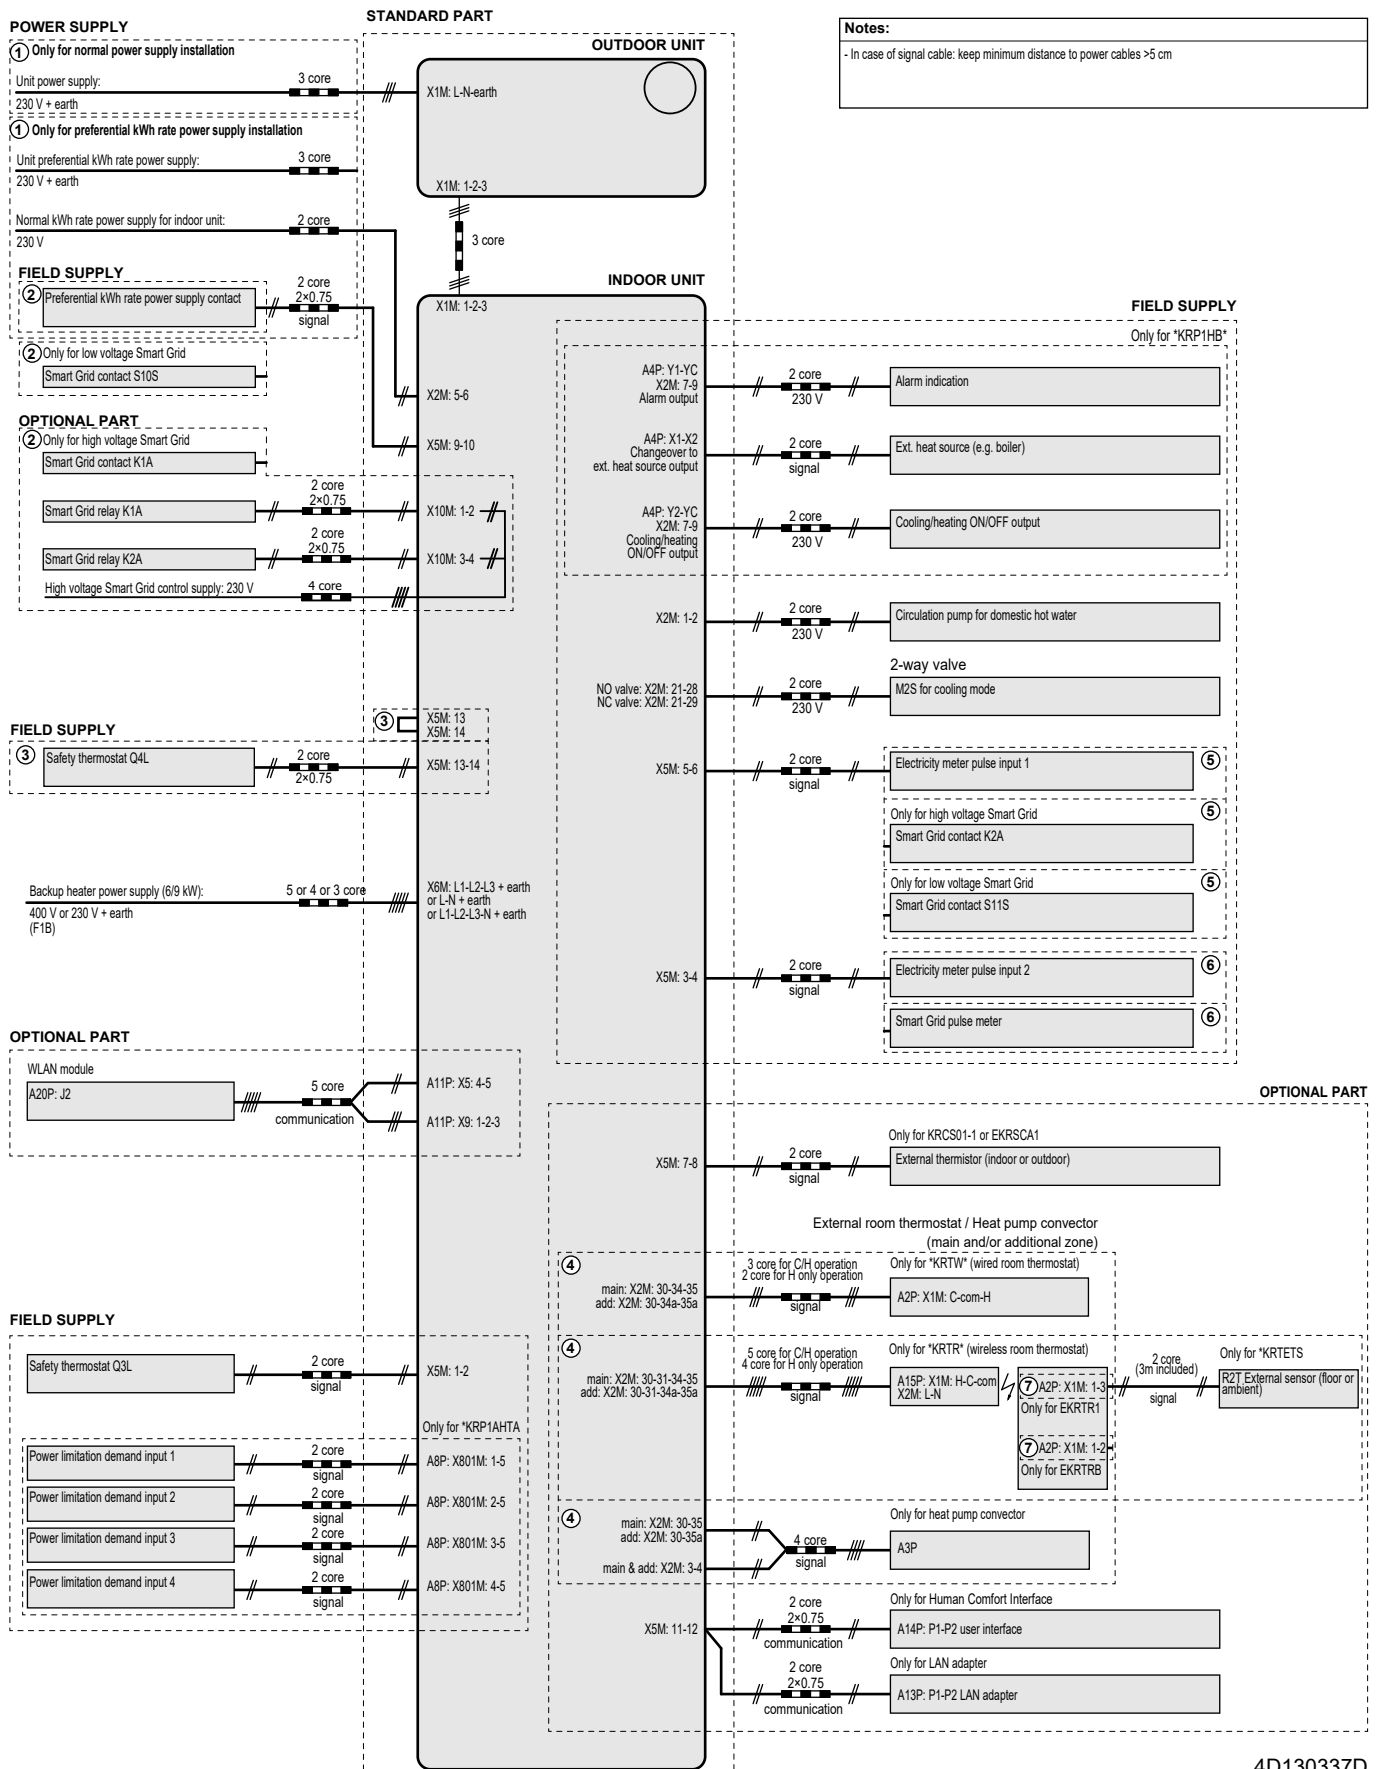 STANDARD PART
POWER SUPPLY
① Only for normal power supply installation
Unit power supply:
3 core
230 V + earth
① Only for preferential kWh rate power supply installation
Unit preferential kWh rate power supply:
3 core
230 V + earth
Normal kWh rate power supply for indoor unit:
2 core
230 V
FIELD SUPPLY
② Preferential kWh rate power supply contact
2 core
2×0.75
signal
② Only for low voltage Smart Grid
Smart Grid contact S10S
OPTIONAL PART
② Only for high voltage Smart Grid
Smart Grid contact K1A
Smart Grid relay K1A
2 core
2×0.75
Smart Grid relay K2A
2 core
2×0.75
High voltage Smart Grid control supply: 230 V
4 core
FIELD SUPPLY
③ Safety thermostat Q4L
2 core
2×0.75
Backup heater power supply (6/9 kW):
5 or 4 or 3 core
400 V or 230 V + earth
(F1B)
OPTIONAL PART
WLAN module
A20P: J2
5 core
communication
FIELD SUPPLY
Safety thermostat Q3L
2 core
signal
Only for *KRP1AHTA
Power limitation demand input 1
2 core
signal
Power limitation demand input 2
2 core
signal
Power limitation demand input 3
2 core
signal
Power limitation demand input 4
2 core
signal
OUTDOOR UNIT
X1M: L-N-earth
X1M: 1-2-3
3 core
INDOOR UNIT
X1M: 1-2-3
X2M: 5-6
X5M: 9-10
X10M: 1-2
X10M: 3-4
③
X5M: 13
X5M: 14
X5M: 13-14
X6M: L1-L2-L3 + earth
or L-N + earth
or L1-L2-L3-N + earth
A11P: X5: 4-5
A11P: X9: 1-2-3
X5M: 1-2
A8P: X801M: 1-5
A8P: X801M: 2-5
A8P: X801M: 3-5
A8P: X801M: 4-5
Notes:
- In case of signal cable: keep minimum distance to power cables >5 cm
FIELD SUPPLY
Only for *KRP1HB*
A4P: Y1-YC
X2M: 7-9
Alarm output
2 core
230 V
Alarm indication
A4P: X1-X2
Changeover to
ext. heat source output
2 core
signal
Ext. heat source (e.g. boiler)
A4P: Y2-YC
X2M: 7-9
Cooling/heating
ON/OFF output
2 core
230 V
Cooling/heating ON/OFF output
X2M: 1-2
2 core
230 V
Circulation pump for domestic hot water
2-way valve
NO valve: X2M: 21-28
NC valve: X2M: 21-29
2 core
230 V
M2S for cooling mode
X5M: 5-6
2 core
signal
Electricity meter pulse input 1
⑤
Only for high voltage Smart Grid
⑤
Smart Grid contact K2A
Only for low voltage Smart Grid
⑤
Smart Grid contact S11S
X5M: 3-4
2 core
signal
Electricity meter pulse input 2
⑥
Smart Grid pulse meter
⑥
OPTIONAL PART
Only for KRCS01-1 or EKRSCA1
X5M: 7-8
2 core
signal
External thermistor (indoor or outdoor)
External room thermostat / Heat pump convector
(main and/or additional zone)
④
main: X2M: 30-34-35
add: X2M: 30-34a-35a
3 core for C/H operation
2 core for H only operation
signal
Only for *KRTW* (wired room thermostat)
A2P: X1M: C-com-H
④
main: X2M: 30-31-34-35
add: X2M: 30-31-34a-35a
5 core for C/H operation
4 core for H only operation
signal
Only for *KRTR* (wireless room thermostat)
A15P: X1M: H-C-com
X2M: L-N
⑦ A2P: X1M: 1-3
Only for EKRTR1
⑦ A2P: X1M: 1-2
Only for EKRTRB
2 core
(3m included)
signal
Only for *KRTETS
R2T External sensor (floor or
ambient)
④
main: X2M: 30-35
add: X2M: 30-35a
main & add: X2M: 3-4
4 core
signal
Only for heat pump convector
A3P
X5M: 11-12
2 core
2×0.75
communication
Only for Human Comfort Interface
A14P: P1-P2 user interface
2 core
2×0.75
communication
Only for LAN adapter
A13P: P1-P2 LAN adapter
4D130337D